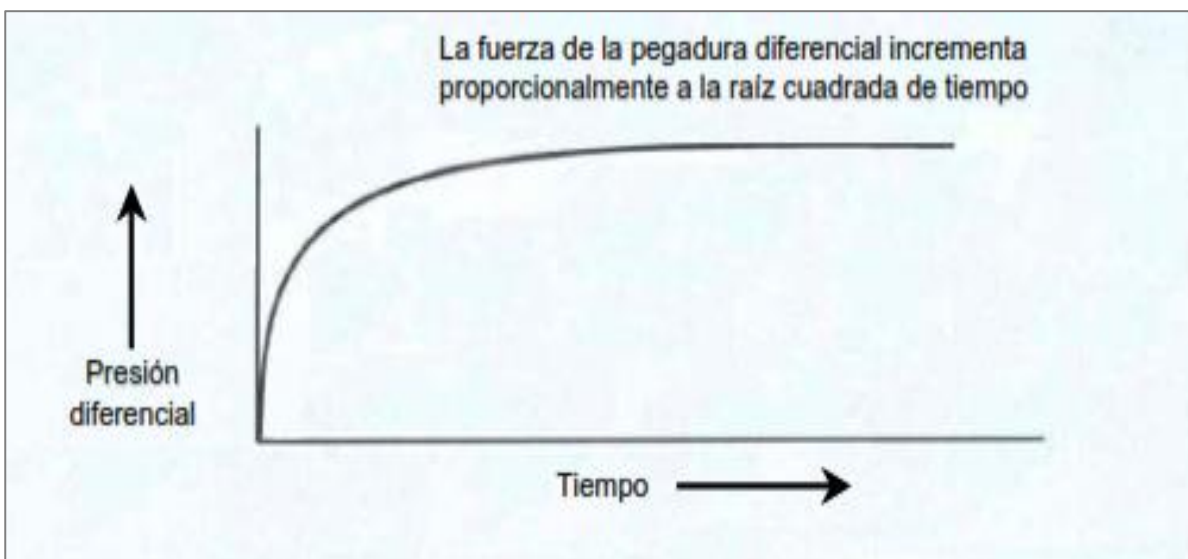 La fuerza de la pegadura diferencial incrementa
proporcionalmente a la raíz cuadrada de tiempo
Presión
diferencial
Tiempo